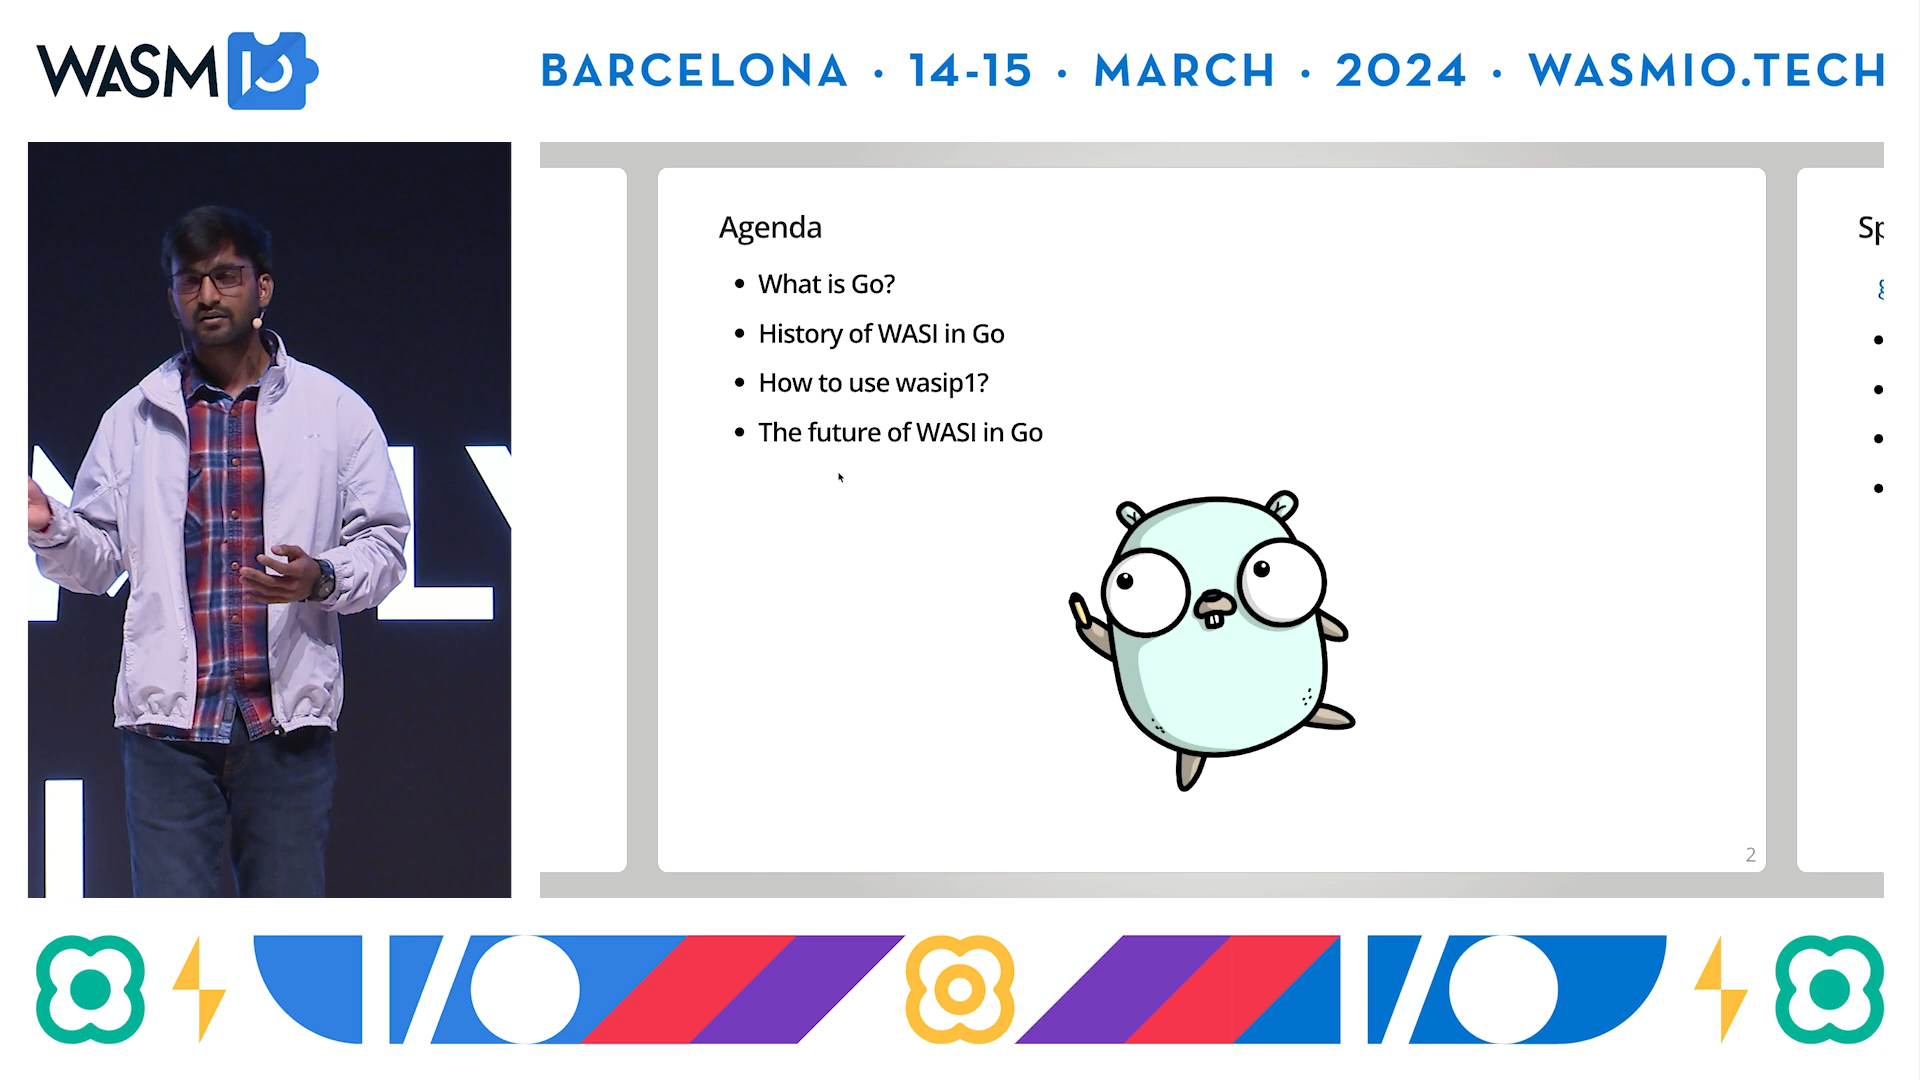 WASM IO
BARCELONA · 14-15 · MARCH · 2024 · WASMIO.TECH
Agenda
• What is Go?
• History of WASI in Go
• How to use wasip1?
• The future of WASI in Go
2
Sp